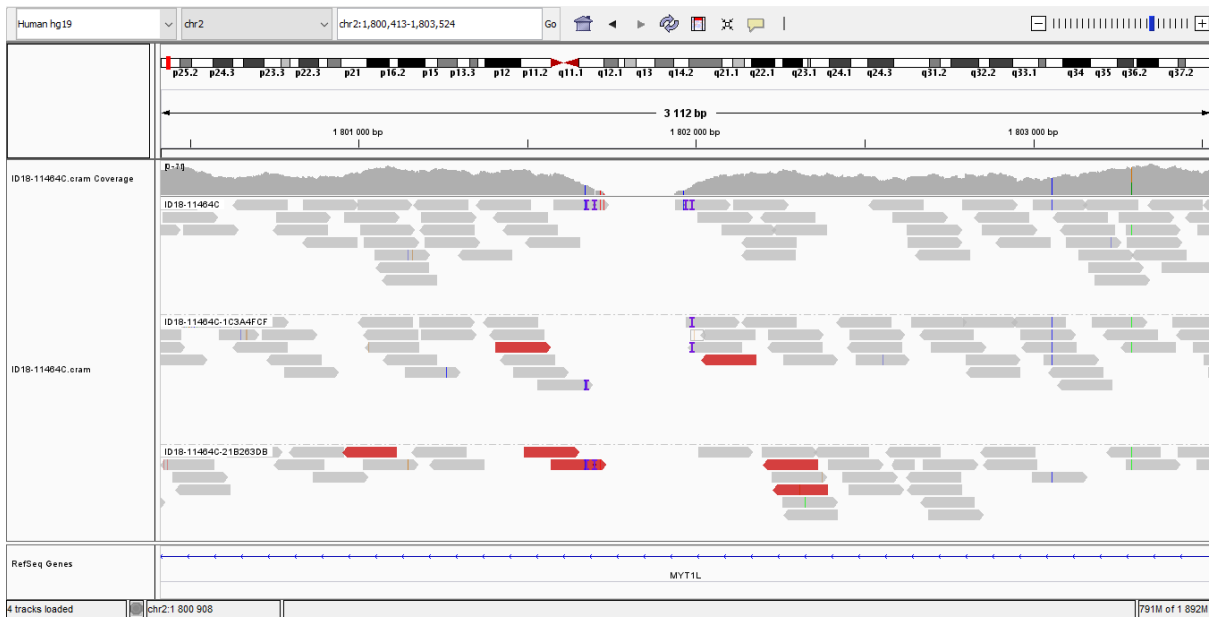 Human hg19 chr2 chr2:1,800,413-1,803,524 Go
p25.2 p24.3 p23.3 p22.3 p21 p16.2 p15 p13.3 p12 p11.2 q11.1 q12.1 q13 q14.2 q21.1 q22.1 q23.1 q24.1 q24.3 q31.2 q32.2 q33.1 q34 q35 q36.2 q37.2
3 112 bp
1 801 000 bp 1 802 000 bp 1 803 000 bp
ID18-11464C.cram Coverage
ID18-11464C
ID18-11464C-1C3A4FCF
ID18-11464C.cram
ID18-11464C-21B263DB
RefSeq Genes
MYT1L
4 tracks loaded chr2:1 800 908 791M of 1 892M